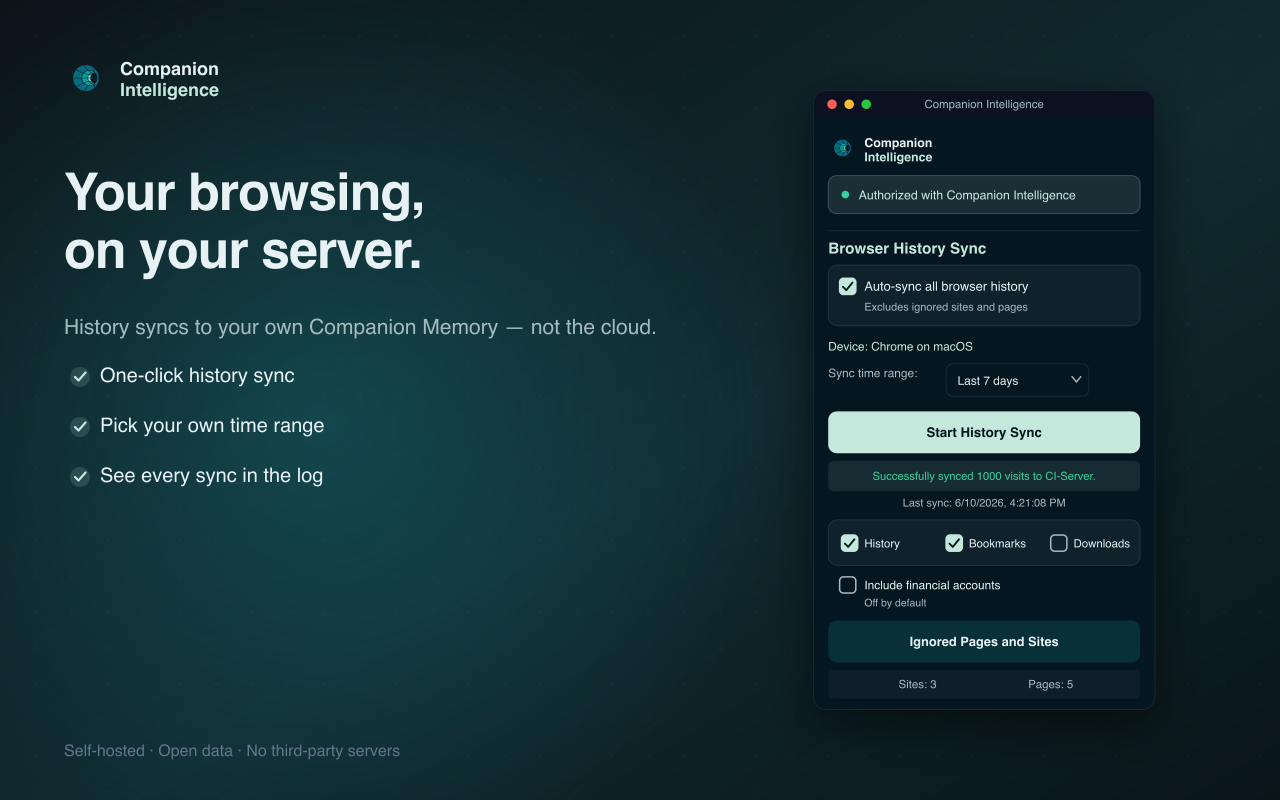 Companion
Intelligence
Your browsing,
on your server.
History syncs to your own Companion Memory — not the cloud.
One-click history sync
Pick your own time range
See every sync in the log
Self-hosted · Open data · No third-party servers
Companion Intelligence
Companion
Intelligence
Authorized with Companion Intelligence
Browser History Sync
Auto-sync all browser history
Excludes ignored sites and pages
Device: Chrome on macOS
Sync time range:
Last 7 days
Start History Sync
Successfully synced 1000 visits to CI-Server.
Last sync: 6/10/2026, 4:21:08 PM
History
Bookmarks
Downloads
Include financial accounts
Off by default
Ignored Pages and Sites
Sites: 3
Pages: 5